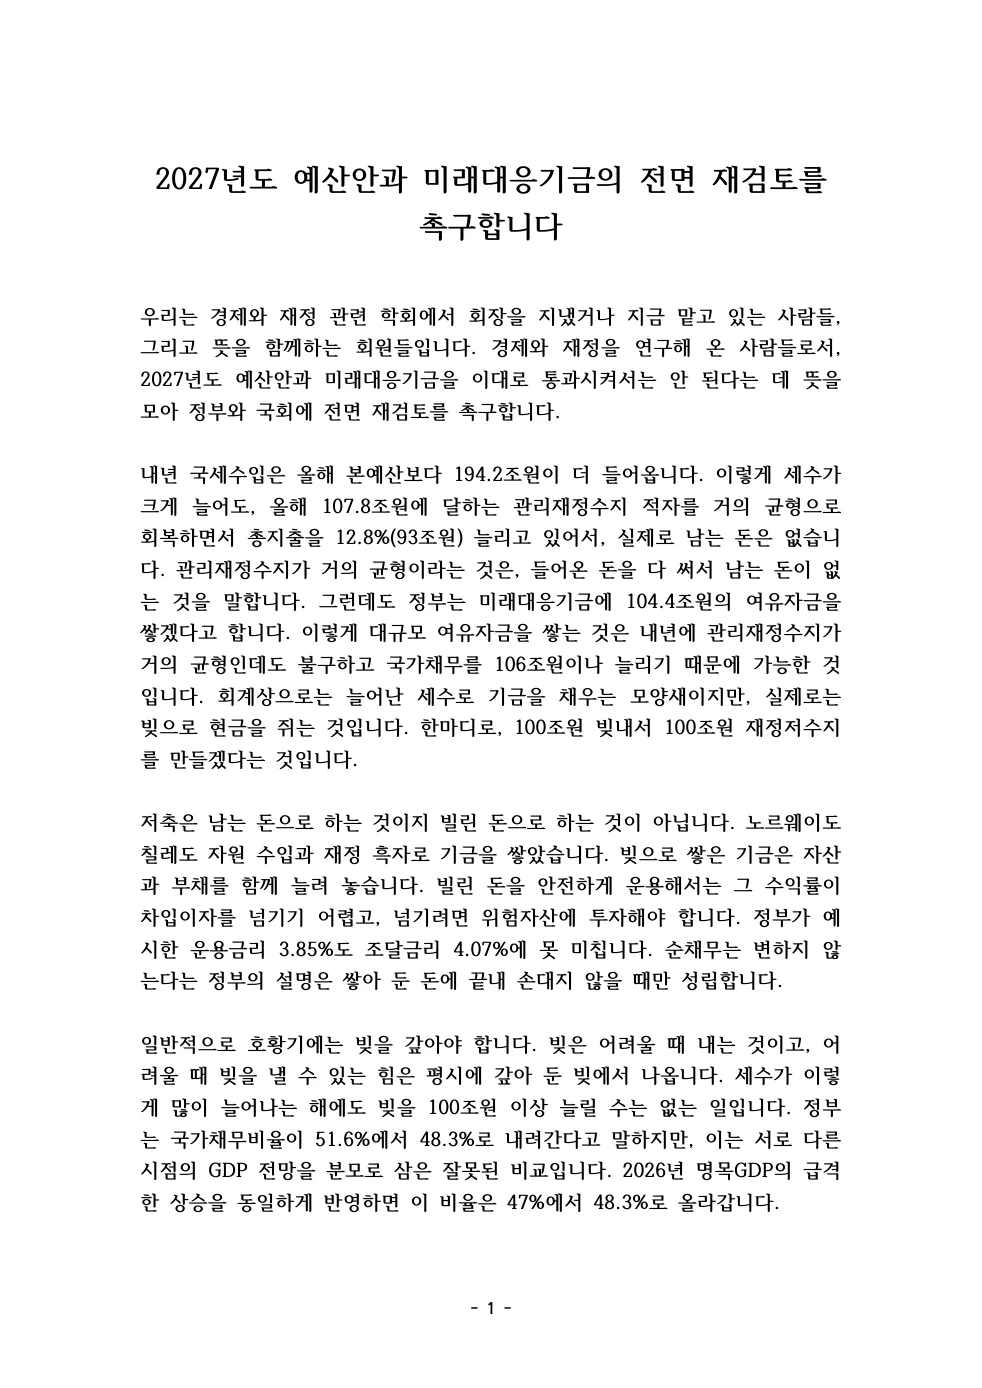 2027년도 예산안과 미래대응기금의 전면 재검토를
촉구합니다
우리는 경제와 재정 관련 학회에서 회장을 지냈거나 지금 맡고 있는 사람들,
그리고 뜻을 함께하는 회원들입니다. 경제와 재정을 연구해 온 사람들로서,
2027년도 예산안과 미래대응기금을 이대로 통과시켜서는 안 된다는 데 뜻을
모아 정부와 국회에 전면 재검토를 촉구합니다.
내년 국세수입은 올해 본예산보다 194.2조원이 더 들어옵니다. 이렇게 세수가
크게 늘어도, 올해 107.8조원에 달하는 관리재정수지 적자를 거의 균형으로
회복하면서 총지출을 12.8%(93조원) 늘리고 있어서, 실제로 남는 돈은 없습니
다. 관리재정수지가 거의 균형이라는 것은, 들어온 돈을 다 써서 남는 돈이 없
는 것을 말합니다. 그런데도 정부는 미래대응기금에 104.4조원의 여유자금을
쌓겠다고 합니다. 이렇게 대규모 여유자금을 쌓는 것은 내년에 관리재정수지가
거의 균형인데도 불구하고 국가채무를 106조원이나 늘리기 때문에 가능한 것
입니다. 회계상으로는 늘어난 세수로 기금을 채우는 모양새이지만, 실제로는
빚으로 현금을 쥐는 것입니다. 한마디로, 100조원 빚내서 100조원 재정저수지
를 만들겠다는 것입니다.
저축은 남는 돈으로 하는 것이지 빌린 돈으로 하는 것이 아닙니다. 노르웨이도
칠레도 자원 수입과 재정 흑자로 기금을 쌓았습니다. 빚으로 쌓은 기금은 자산
과 부채를 함께 늘려 놓습니다. 빌린 돈을 안전하게 운용해서는 그 수익률이
차입이자를 넘기기 어렵고, 넘기려면 위험자산에 투자해야 합니다. 정부가 예
시한 운용금리 3.85%도 조달금리 4.07%에 못 미칩니다. 순채무는 변하지 않
는다는 정부의 설명은 쌓아 둔 돈에 끝내 손대지 않을 때만 성립합니다.
일반적으로 호황기에는 빚을 갚아야 합니다. 빚은 어려울 때 내는 것이고, 어
려울 때 빚을 낼 수 있는 힘은 평시에 갚아 둔 빚에서 나옵니다. 세수가 이렇
게 많이 늘어나는 해에도 빚을 100조원 이상 늘릴 수는 없는 일입니다. 정부
는 국가채무비율이 51.6%에서 48.3%로 내려간다고 말하지만, 이는 서로 다른
시점의 GDP 전망을 분모로 삼은 잘못된 비교입니다. 2026년 명목GDP의 급격
한 상승을 동일하게 반영하면 이 비율은 47%에서 48.3%로 올라갑니다.
- 1 -